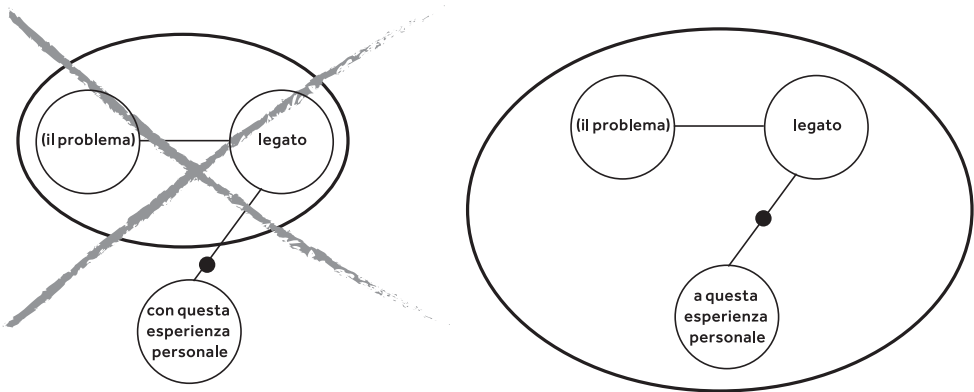 (il problema)
legato
con questa
esperienza
personale
(il problema)
legato
a questa
esperienza
personale